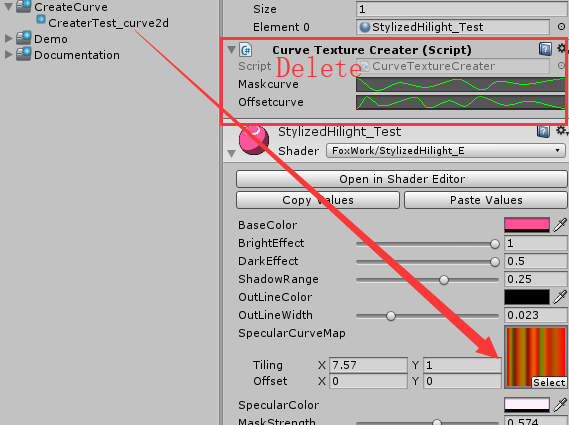 CreateCurve
CreaterTest_curve2d
Demo
Documentation
Size 1
Element 0 StylizedHilight_Test
Curve Texture Creater (Script)
Script CurveTextureCreater
Delete
Maskcurve
Offsetcurve
StylizedHilight_Test
Shader FoxWork/StylizedHilight_E
Open in Shader Editor
Copy Values Paste Values
BaseColor
BrightEffect 1
DarkEffect 0.5
ShadowRange 0.25
OutLineColor
OutLineWidth 0.023
SpecularCurveMap
Tiling X 7.57 Y 1
Offset X 0 Y 0
Select
SpecularColor
MaskStrength 0.574